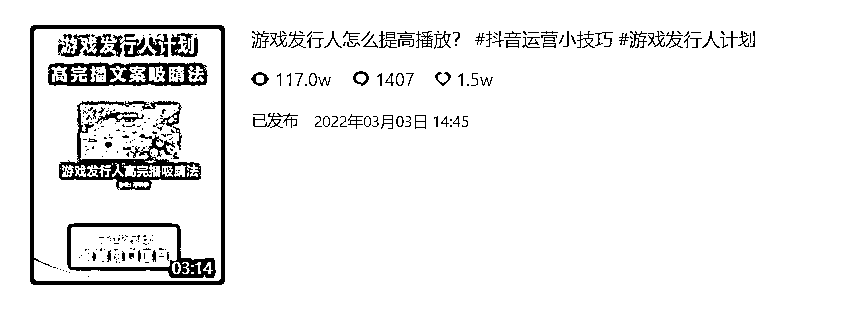 游戏发行人计划
高完播文案吸睛法
游戏发行人高完播吸睛法
03:14
游戏发行人怎么提高播放? #抖音运营小技巧 #游戏发行人计划
117.0w 1407 1.5w
已发布 2022年03月03日 14:45